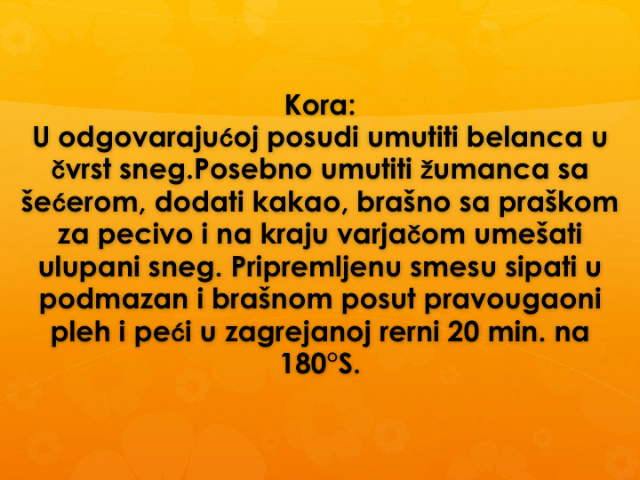 Kora:
U odgovarajućoj posudi umutiti belanca u
čvrst sneg.Posebno umutiti žumanca sa
šećerom, dodati kakao, brašno sa praškom
za pecivo i na kraju varjačom umešati
ulupani sneg. Pripremljenu smesu sipati u
podmazan i brašnom posut pravougaoni
pleh i peći u zagrejanoj rerni 20 min. na
180°S.